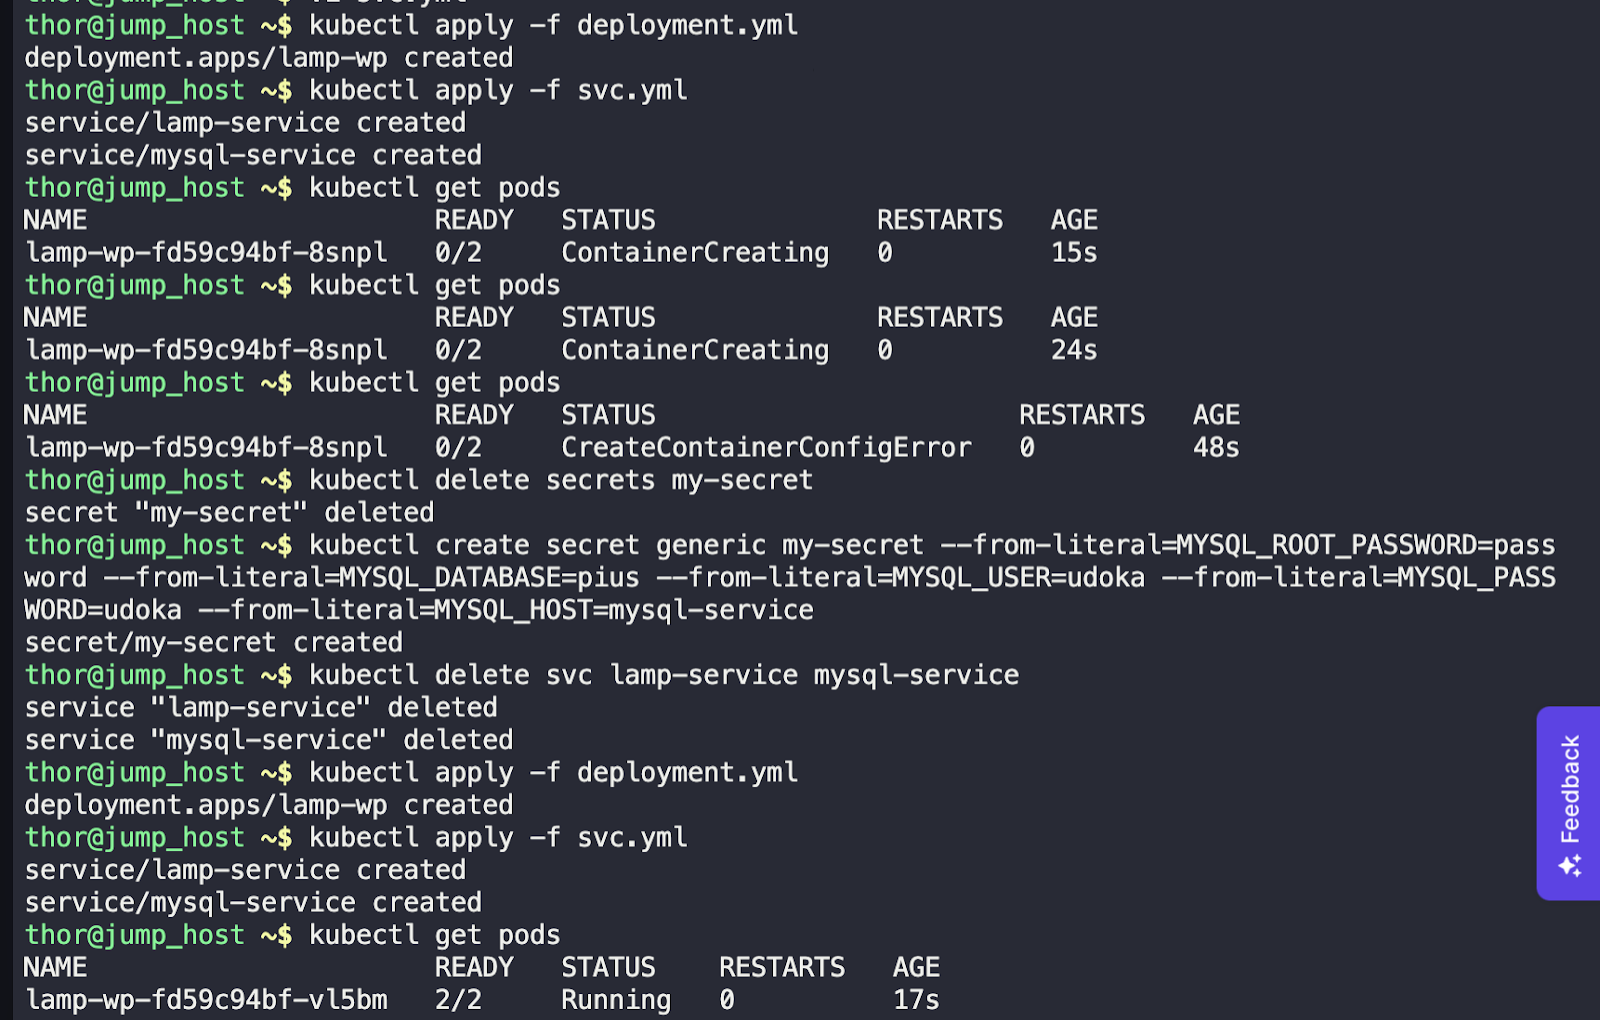 thor@jump_host ~$ kubectl apply -f deployment.yml
deployment.apps/lamp-wp created
thor@jump_host ~$ kubectl apply -f svc.yml
service/lamp-service created
service/mysql-service created
thor@jump_host ~$ kubectl get pods
NAME                      READY   STATUS              RESTARTS   AGE
lamp-wp-fd59c94bf-8snpl   0/2     ContainerCreating   0          15s
thor@jump_host ~$ kubectl get pods
NAME                      READY   STATUS              RESTARTS   AGE
lamp-wp-fd59c94bf-8snpl   0/2     ContainerCreating   0          24s
thor@jump_host ~$ kubectl get pods
NAME                      READY   STATUS                       RESTARTS   AGE
lamp-wp-fd59c94bf-8snpl   0/2     CreateContainerConfigError   0          48s
thor@jump_host ~$ kubectl delete secrets my-secret
secret "my-secret" deleted
thor@jump_host ~$ kubectl create secret generic my-secret --from-literal=MYSQL_ROOT_PASSWORD=pass
word --from-literal=MYSQL_DATABASE=pius --from-literal=MYSQL_USER=udoka --from-literal=MYSQL_PASS
WORD=udoka --from-literal=MYSQL_HOST=mysql-service
secret/my-secret created
thor@jump_host ~$ kubectl delete svc lamp-service mysql-service
service "lamp-service" deleted
service "mysql-service" deleted
thor@jump_host ~$ kubectl apply -f deployment.yml
deployment.apps/lamp-wp created
thor@jump_host ~$ kubectl apply -f svc.yml
service/lamp-service created
service/mysql-service created
thor@jump_host ~$ kubectl get pods
NAME                      READY   STATUS    RESTARTS   AGE
lamp-wp-fd59c94bf-vl5bm   2/2     Running   0          17s
Feedback